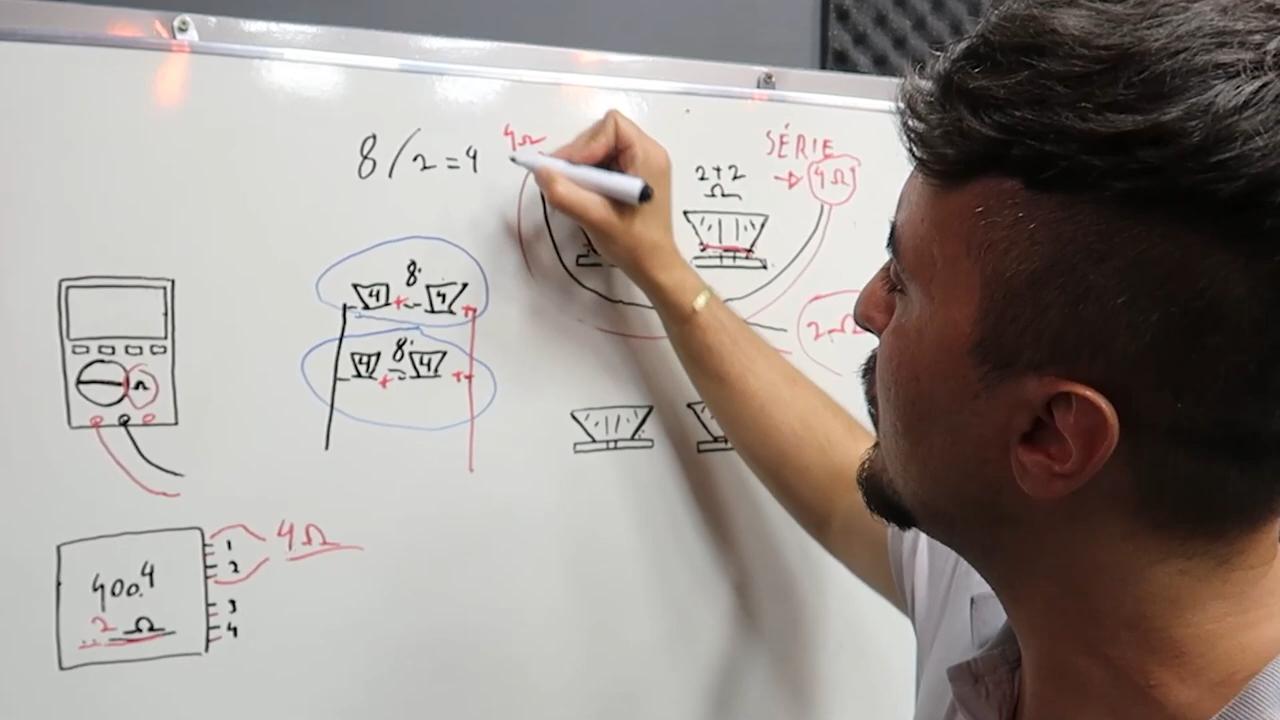 8/2=4
4Ω
SÉRIE
2+2
Ω
→ 4Ω
8
4 + - 4 +
8
4 + - 4 +
2Ω
Ω
400.4
2 Ω
1
2
3
4
4Ω